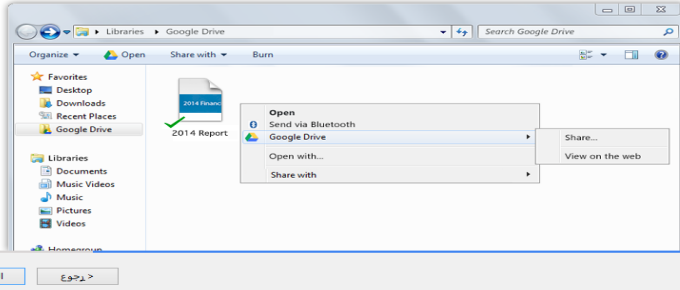 Libraries ▸ Google Drive
Search Google Drive
Organize Open Share with Burn
Favorites
Desktop
Downloads
Recent Places
Google Drive
Libraries
Documents
Music Videos
Music
Pictures
Videos
Homegroup
2014 Financ
2014 Report
Open
Send via Bluetooth
Google Drive
Open with...
Share with
Share...
View on the web
< رجوع